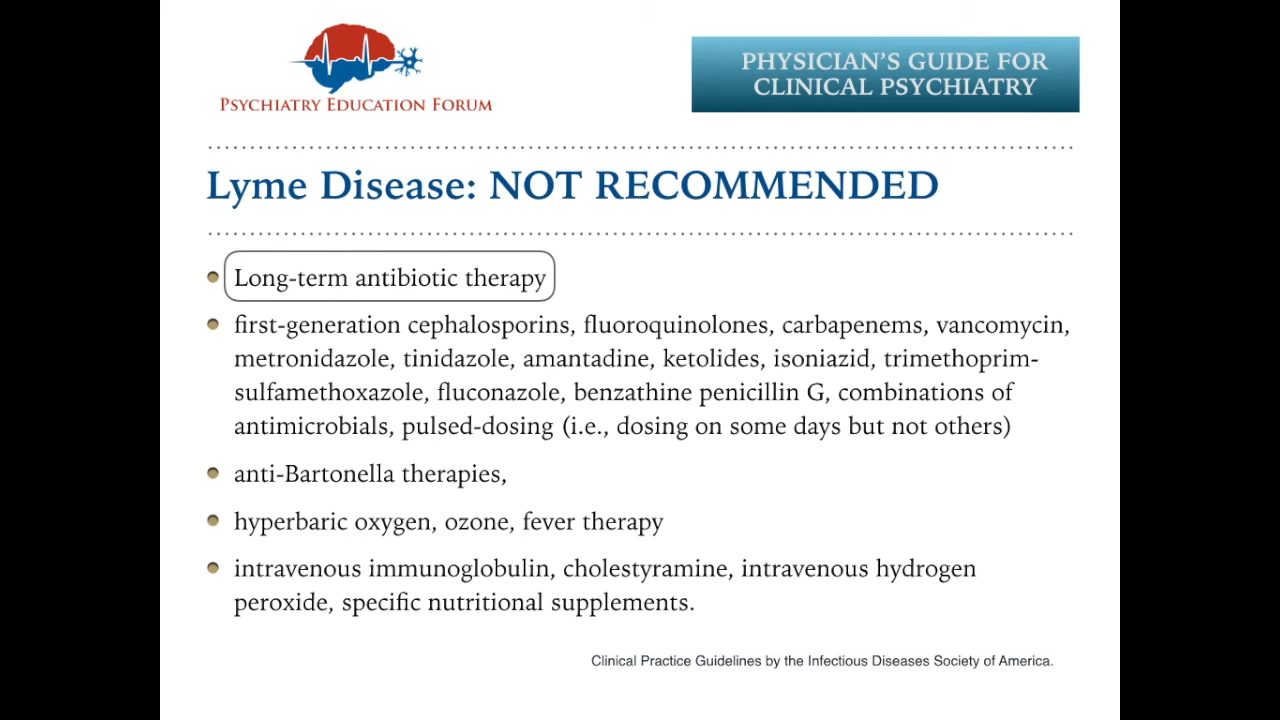 PSYCHIATRY EDUCATION FORUM
PHYSICIAN'S GUIDE FOR
CLINICAL PSYCHIATRY
Lyme Disease: NOT RECOMMENDED
Long-term antibiotic therapy
first-generation cephalosporins, fluoroquinolones, carbapenems, vancomycin,
metronidazole, tinidazole, amantadine, ketolides, isoniazid, trimethoprim-
sulfamethoxazole, fluconazole, benzathine penicillin G, combinations of
antimicrobials, pulsed-dosing (i.e., dosing on some days but not others)
anti-Bartonella therapies,
hyperbaric oxygen, ozone, fever therapy
intravenous immunoglobulin, cholestyramine, intravenous hydrogen
peroxide, specific nutritional supplements.
Clinical Practice Guidelines by the Infectious Diseases Society of America.